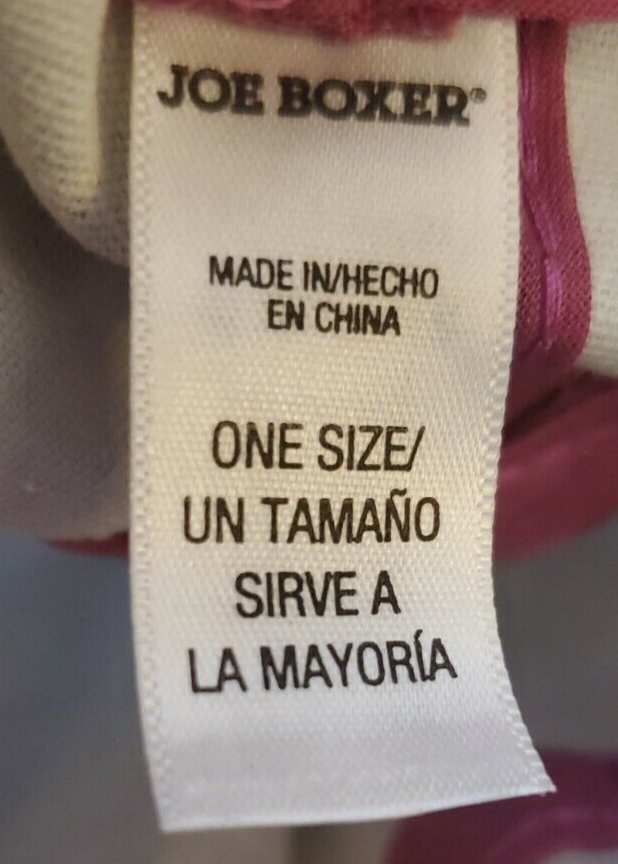 JOE BOXER®
MADE IN/HECHO
EN CHINA
ONE SIZE/
UN TAMAÑO
SIRVE A
LA MAYORÍA